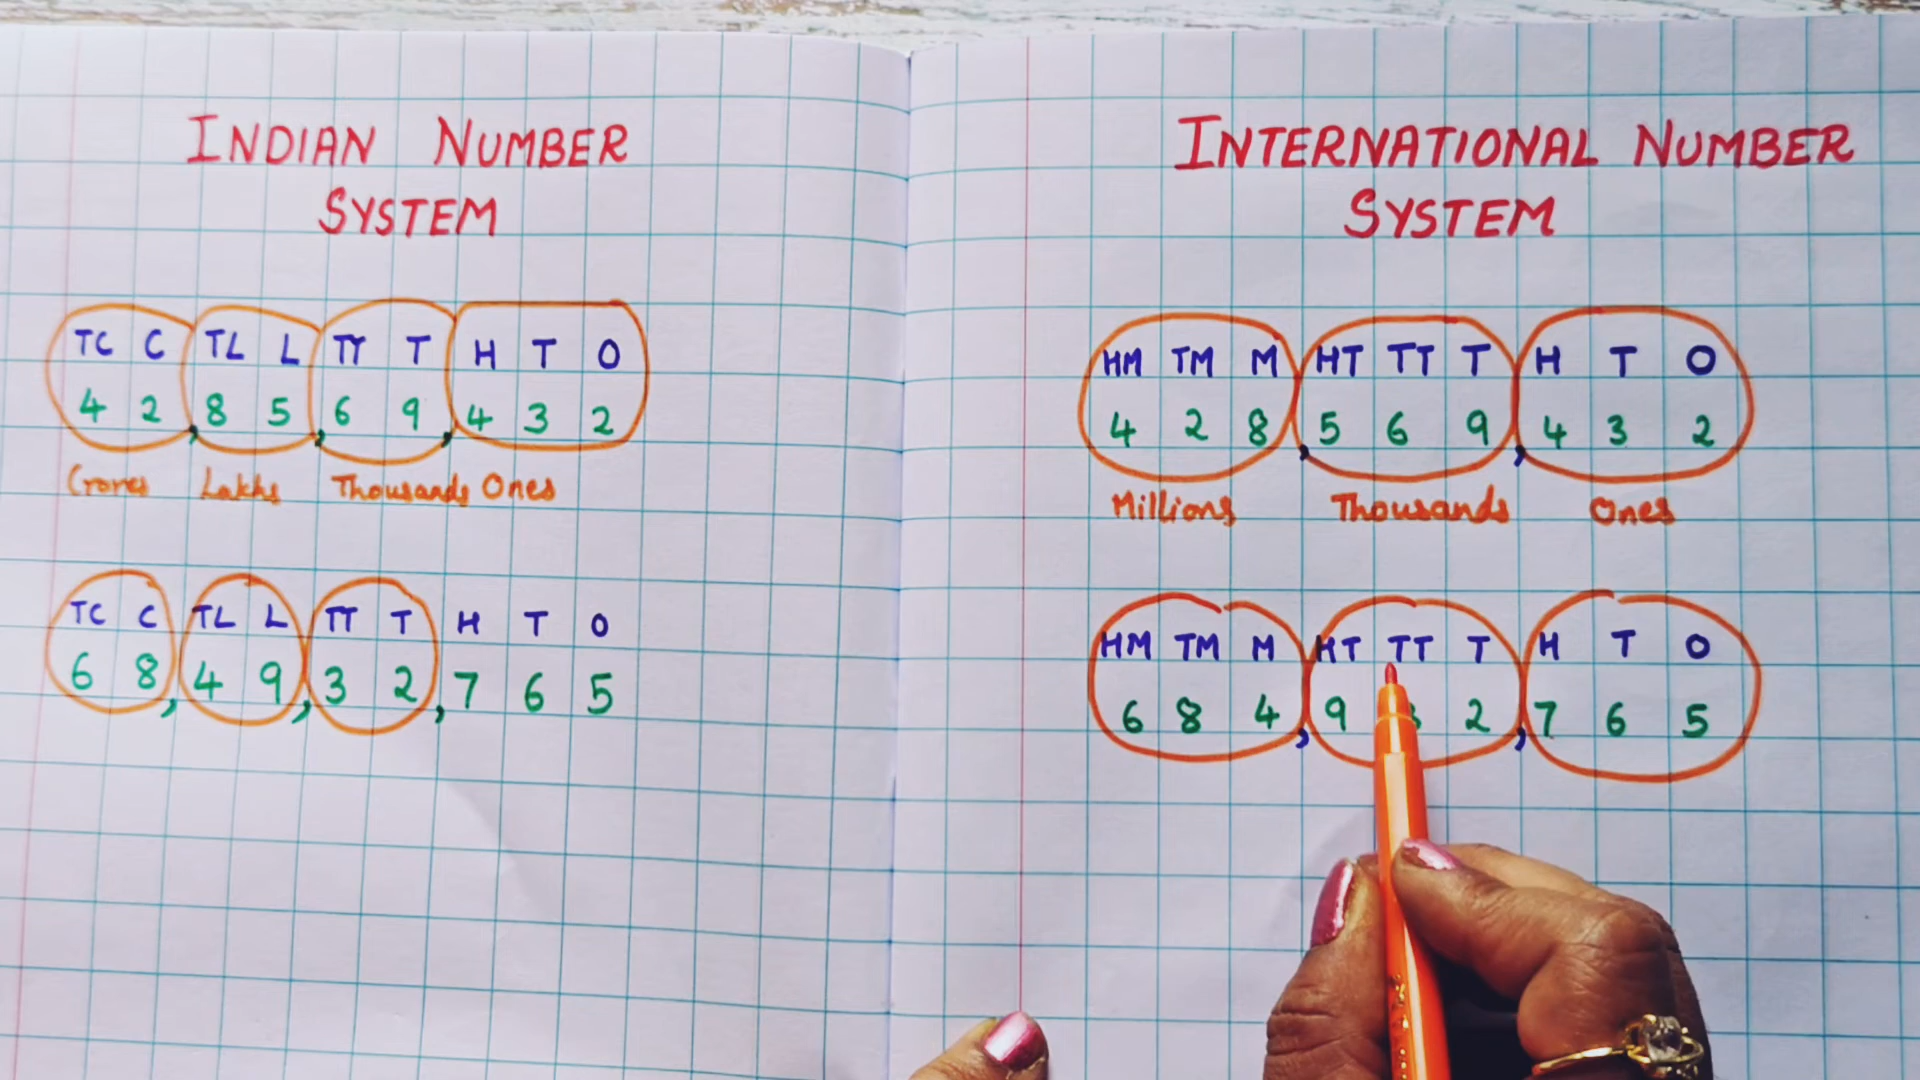 INDIAN NUMBER
SYSTEM
TC C TL L TT T H T O
4 2, 8 5, 6 9, 4 3 2
Crores Lakhs Thousands Ones
TC C TL L TT T H T O
6 8, 4 9, 3 2, 7 6 5
INTERNATIONAL NUMBER
SYSTEM
HM TM M HT TT T H T O
4 2 8, 5 6 9, 4 3 2
Millions Thousands Ones
HM TM M HT TT T H T O
6 8 4, 9 3 2, 7 6 5